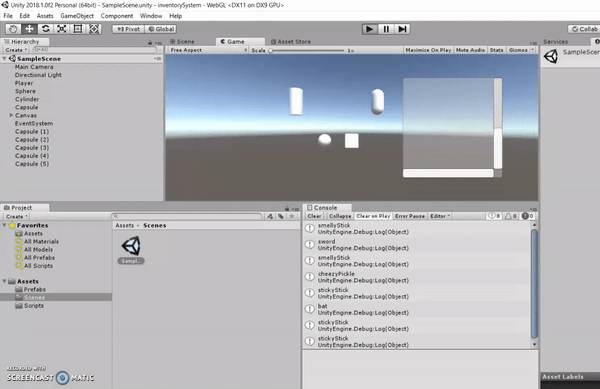 Unity 2018.1.0f2 Personal (64bit) - SampleScene.unity - inventorySystem - WebGL <DX11 on DX9 GPU>
File Edit Assets GameObject Component Window Help
Pivot Global Collab
Hierarchy
Create All
SampleScene
Main Camera
Directional Light
Player
Sphere
Cylinder
Capsule
Canvas
EventSystem
Capsule (1)
Capsule (2)
Capsule (3)
Capsule (4)
Capsule (5)
Scene Game Asset Store
Free Aspect Scale 1x Maximize On Play Mute Audio Stats Gizmos
Services
SampleScen
Project
Create
Favorites
Assets
All Materials
All Models
All Prefabs
All Scripts
Assets
Prefabs
Scenes
Scripts
Assets Scenes
Sampl...
Console
Clear Collapse Clear on Play Error Pause Editor
smellyStick
UnityEngine.Debug:Log(Object)
sword
UnityEngine.Debug:Log(Object)
smellyStick
UnityEngine.Debug:Log(Object)
cheezyPickle
UnityEngine.Debug:Log(Object)
stickyStick
UnityEngine.Debug:Log(Object)
bat
UnityEngine.Debug:Log(Object)
stickyStick
UnityEngine.Debug:Log(Object)
stickyStick
UnityEngine.Debug:Log(Object)
Asset Labels
RECORDED WITH
SCREENCAST MATIC